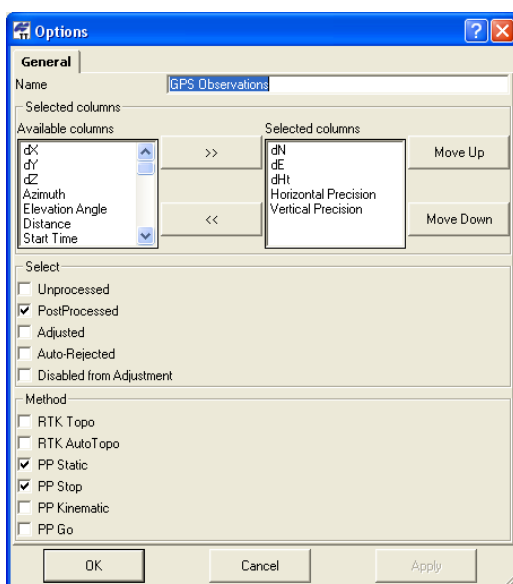 Options
General
Name
GPS Observations
Selected columns
Available columns
Selected columns
dX
dY
dZ
Azimuth
Elevation Angle
Distance
Start Time
>>
<<
dN
dE
dHt
Horizontal Precision
Vertical Precision
Move Up
Move Down
Select
Unprocessed
PostProcessed
Adjusted
Auto-Rejected
Disabled from Adjustment
Method
RTK Topo
RTK AutoTopo
PP Static
PP Stop
PP Kinematic
PP Go
OK
Cancel
Apply